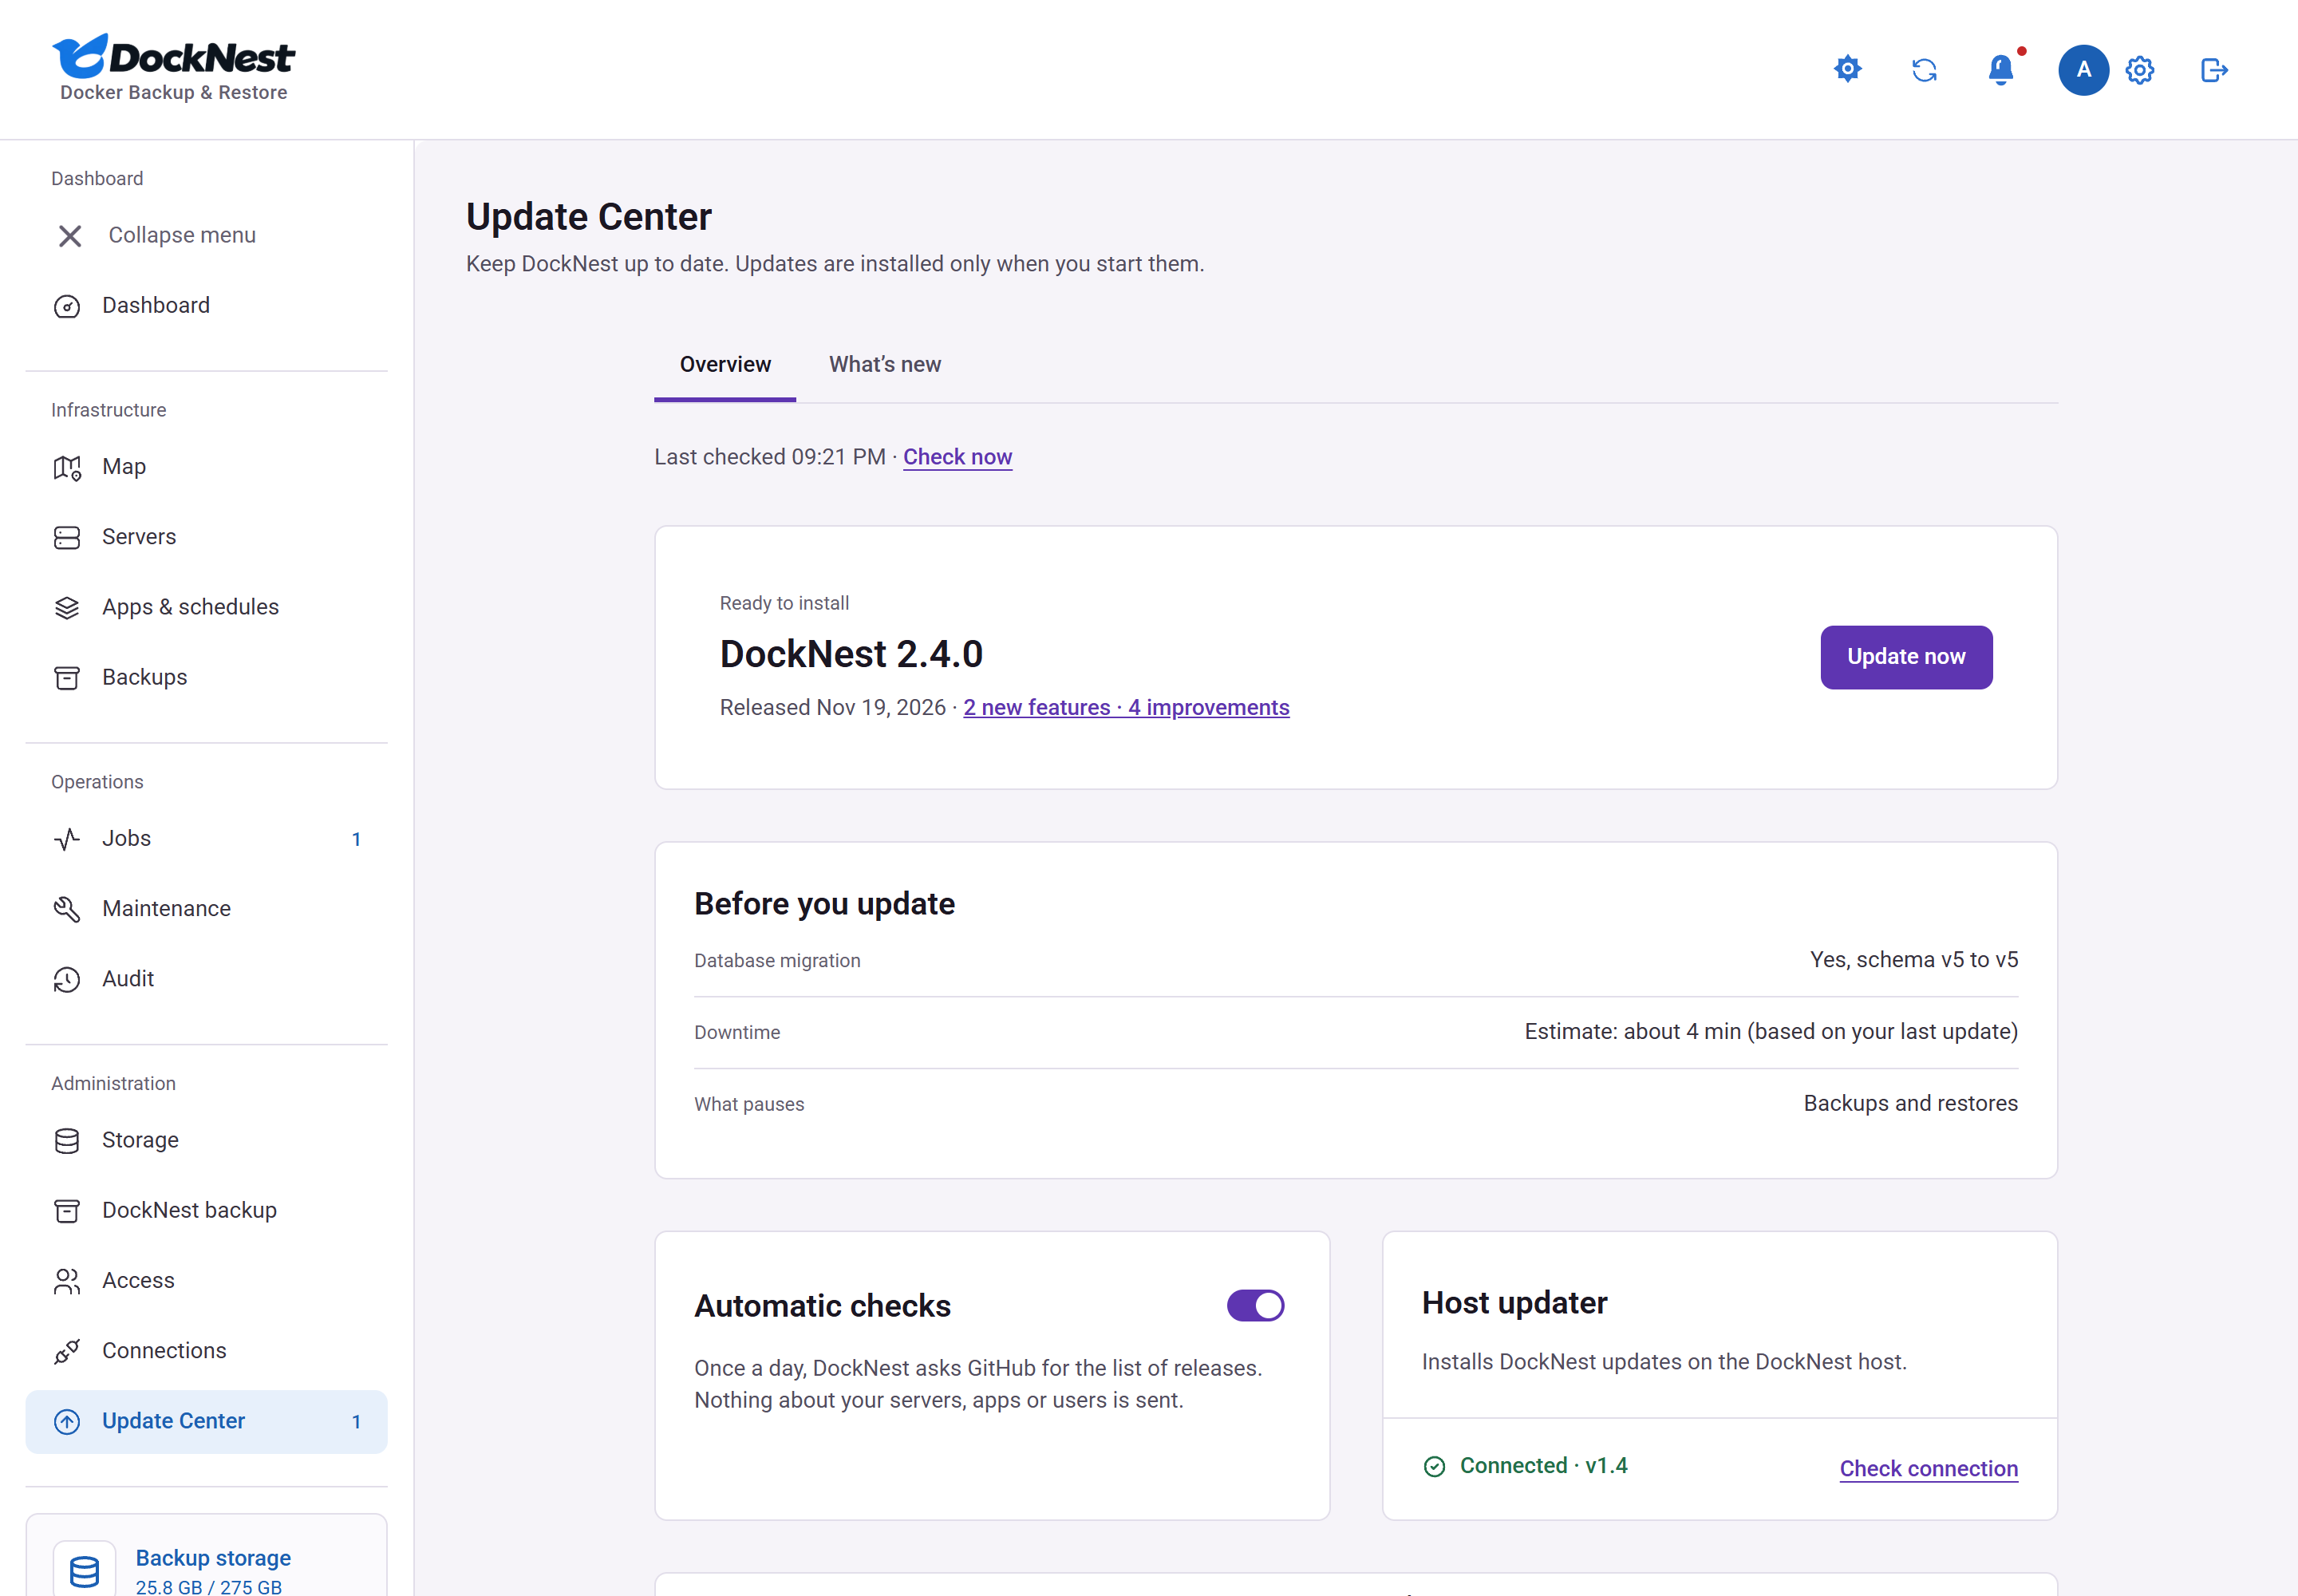 DockNest
Docker Backup & Restore
A
Dashboard
Collapse menu
Dashboard
Infrastructure
Map
Servers
Apps & schedules
Backups
Operations
Jobs 1
Maintenance
Audit
Administration
Storage
DockNest backup
Access
Connections
Update Center 1
Backup storage
25.8 GB / 275 GB
Update Center
Keep DockNest up to date. Updates are installed only when you start them.
Overview What’s new
Last checked 09:21 PM · Check now
Ready to install
DockNest 2.4.0
Released Nov 19, 2026 · 2 new features · 4 improvements
Update now
Before you update
Database migration Yes, schema v5 to v5
Downtime Estimate: about 4 min (based on your last update)
What pauses Backups and restores
Automatic checks
Once a day, DockNest asks GitHub for the list of releases.
Nothing about your servers, apps or users is sent.
Host updater
Installs DockNest updates on the DockNest host.
Connected · v1.4 Check connection